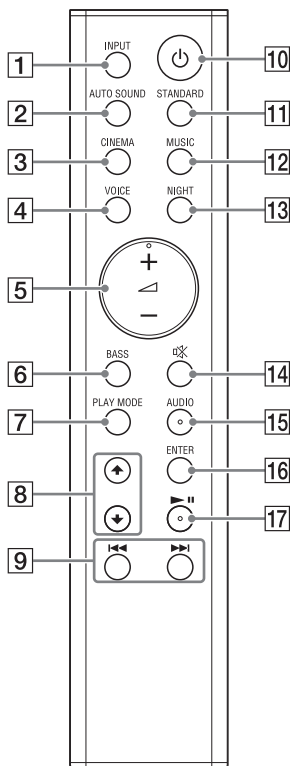 INPUT
1
10
AUTO SOUND STANDARD
2
11
CINEMA MUSIC
3
12
VOICE NIGHT
4
13
+
5
−
BASS
6
14
PLAY MODE AUDIO
7
15
ENTER
8
16
17
9